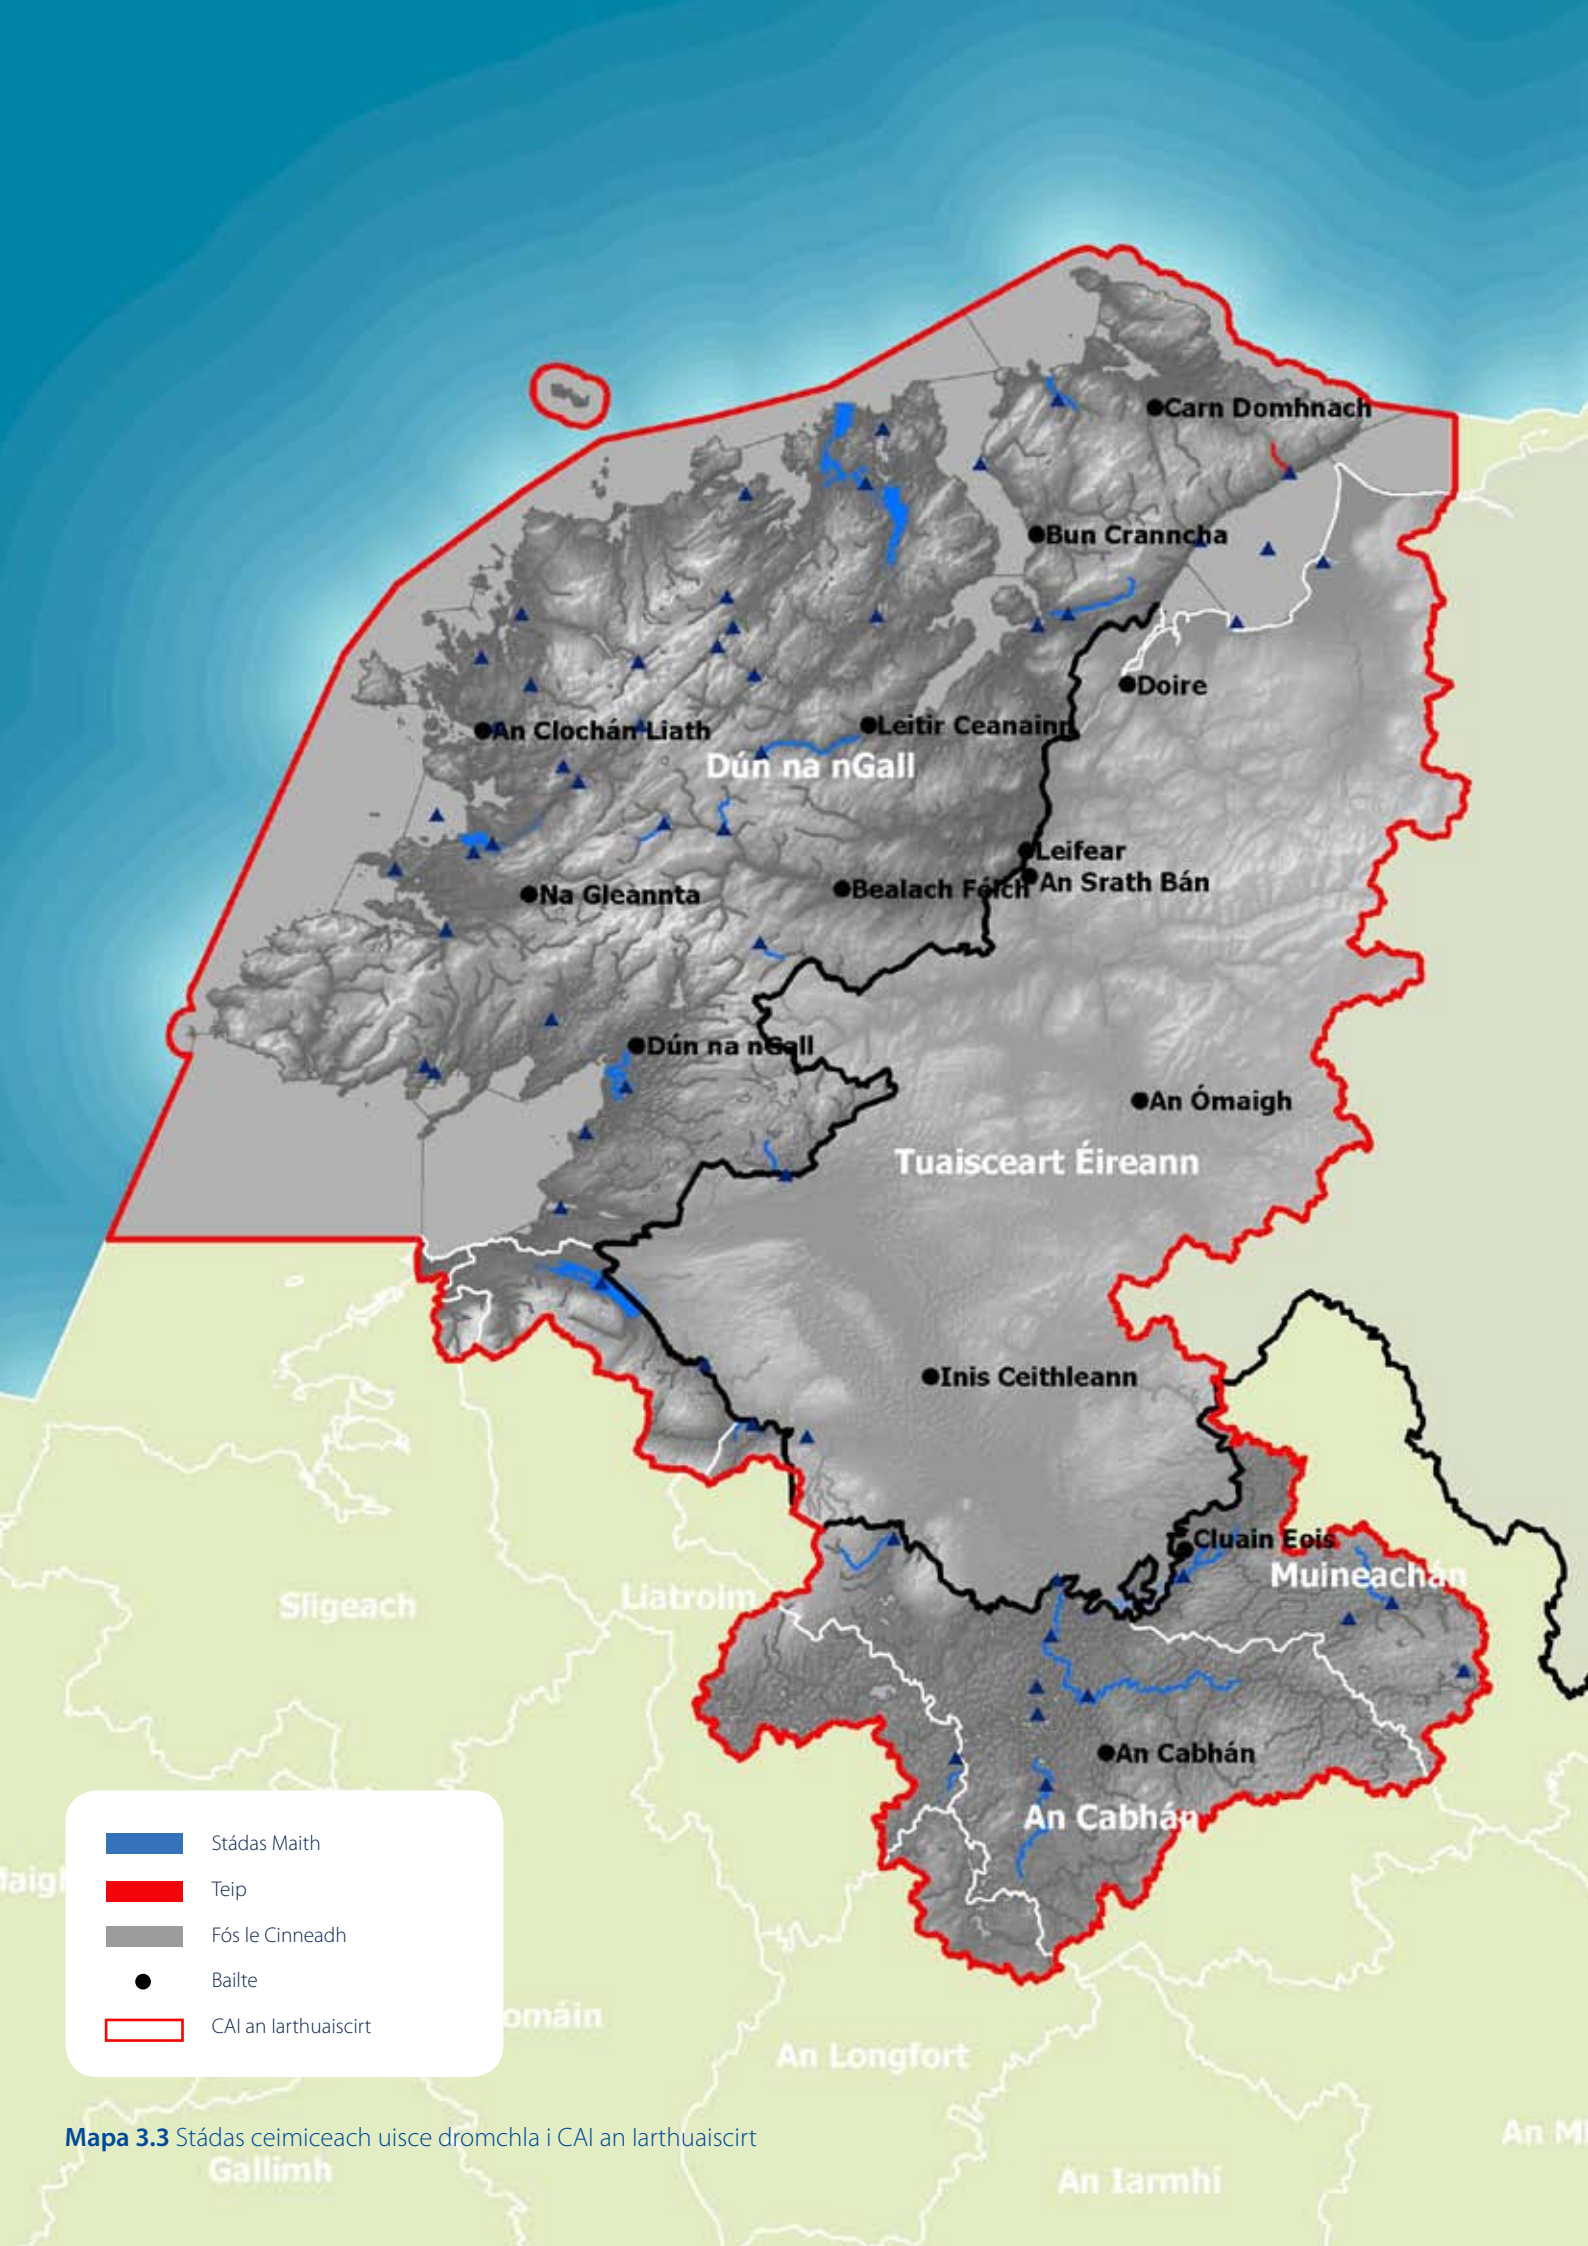 Carn Domhnach
Bun Cranncha
Doire
An Clochán Liath
Leitir Ceanainn
Dún na nGall
Leifear
An Srath Bán
Bealach Féich
Na Gleannta
Dún na nGall
An Ómaigh
Tuaisceart Éireann
Inis Ceithleann
Cluain Eois
Muineachán
Sligeach
Liatroim
An Cabhán
An Cabhán
Stádas Maith
Teip
Fós le Cinneadh
Bailte
CAI an Iarthuaiscirt
omáin
An Longfort
Mapa 3.3 Stádas ceimiceach uisce dromchla i CAI an Iarthuaiscirt
Gallimh
An Iarmhí